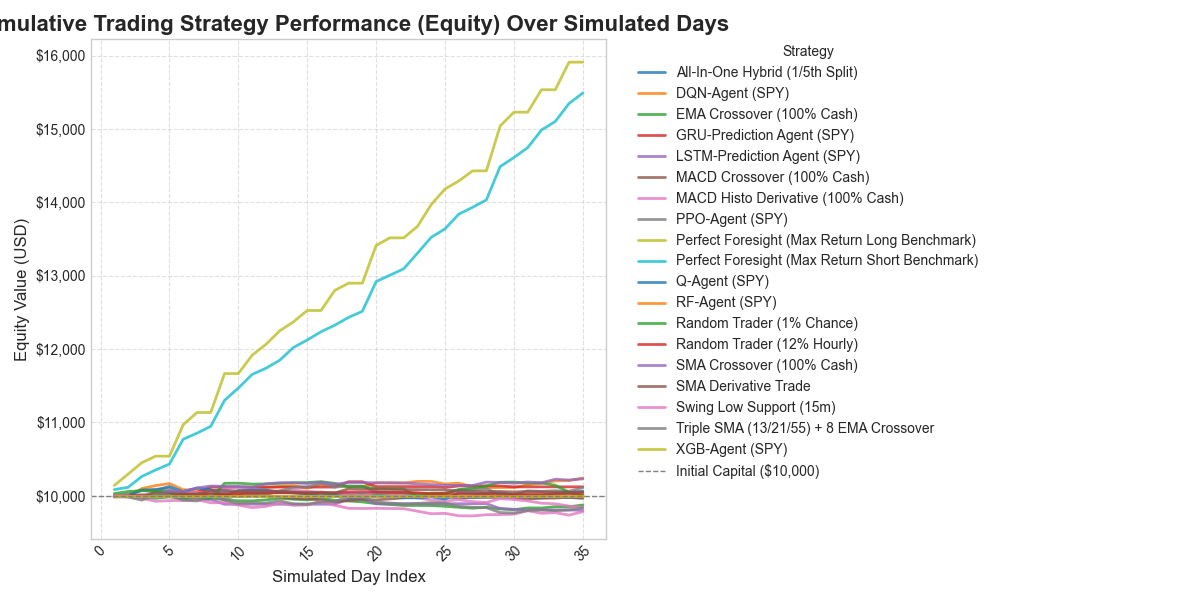 mulative Trading Strategy Performance (Equity) Over Simulated Days
Equity Value (USD)
$16,000
$15,000
$14,000
$13,000
$12,000
$11,000
$10,000
0 5 10 15 20 25 30 35
Simulated Day Index
Strategy
All-In-One Hybrid (1/5th Split)
DQN-Agent (SPY)
EMA Crossover (100% Cash)
GRU-Prediction Agent (SPY)
LSTM-Prediction Agent (SPY)
MACD Crossover (100% Cash)
MACD Histo Derivative (100% Cash)
PPO-Agent (SPY)
Perfect Foresight (Max Return Long Benchmark)
Perfect Foresight (Max Return Short Benchmark)
Q-Agent (SPY)
RF-Agent (SPY)
Random Trader (1% Chance)
Random Trader (12% Hourly)
SMA Crossover (100% Cash)
SMA Derivative Trade
Swing Low Support (15m)
Triple SMA (13/21/55) + 8 EMA Crossover
XGB-Agent (SPY)
Initial Capital ($10,000)